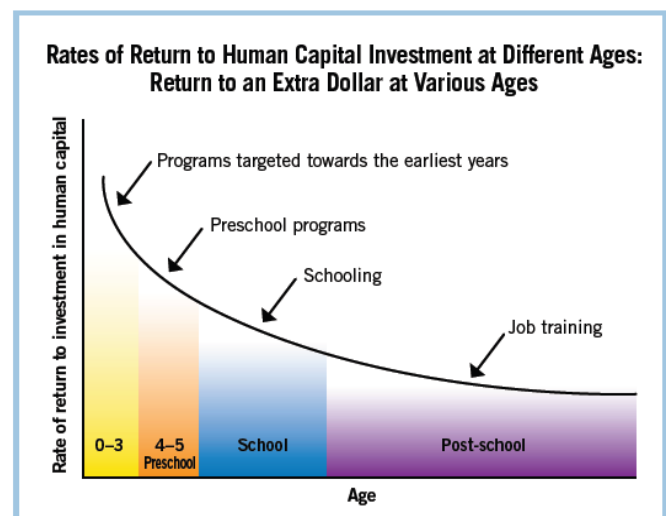 Rates of Return to Human Capital Investment at Different Ages:
Return to an Extra Dollar at Various Ages
Rate of return to investment in human capital
Programs targeted towards the earliest years
Preschool programs
Schooling
Job training
0–3
4–5
Preschool
School
Post-school
Age